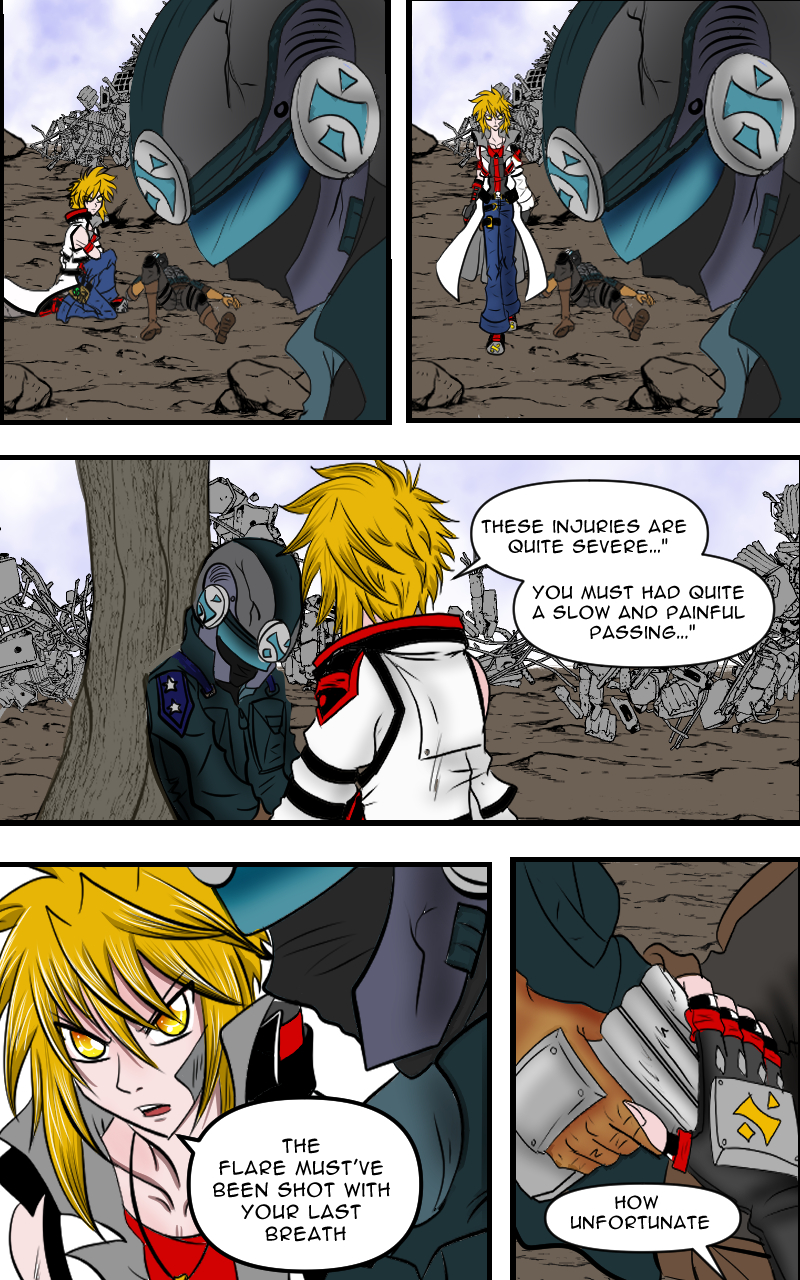 THESE INJURIES ARE
QUITE SEVERE..."
YOU MUST HAD QUITE
A SLOW AND PAINFUL
PASSING..."
THE
FLARE MUST'VE
BEEN SHOT WITH
YOUR LAST
BREATH
HOW
UNFORTUNATE